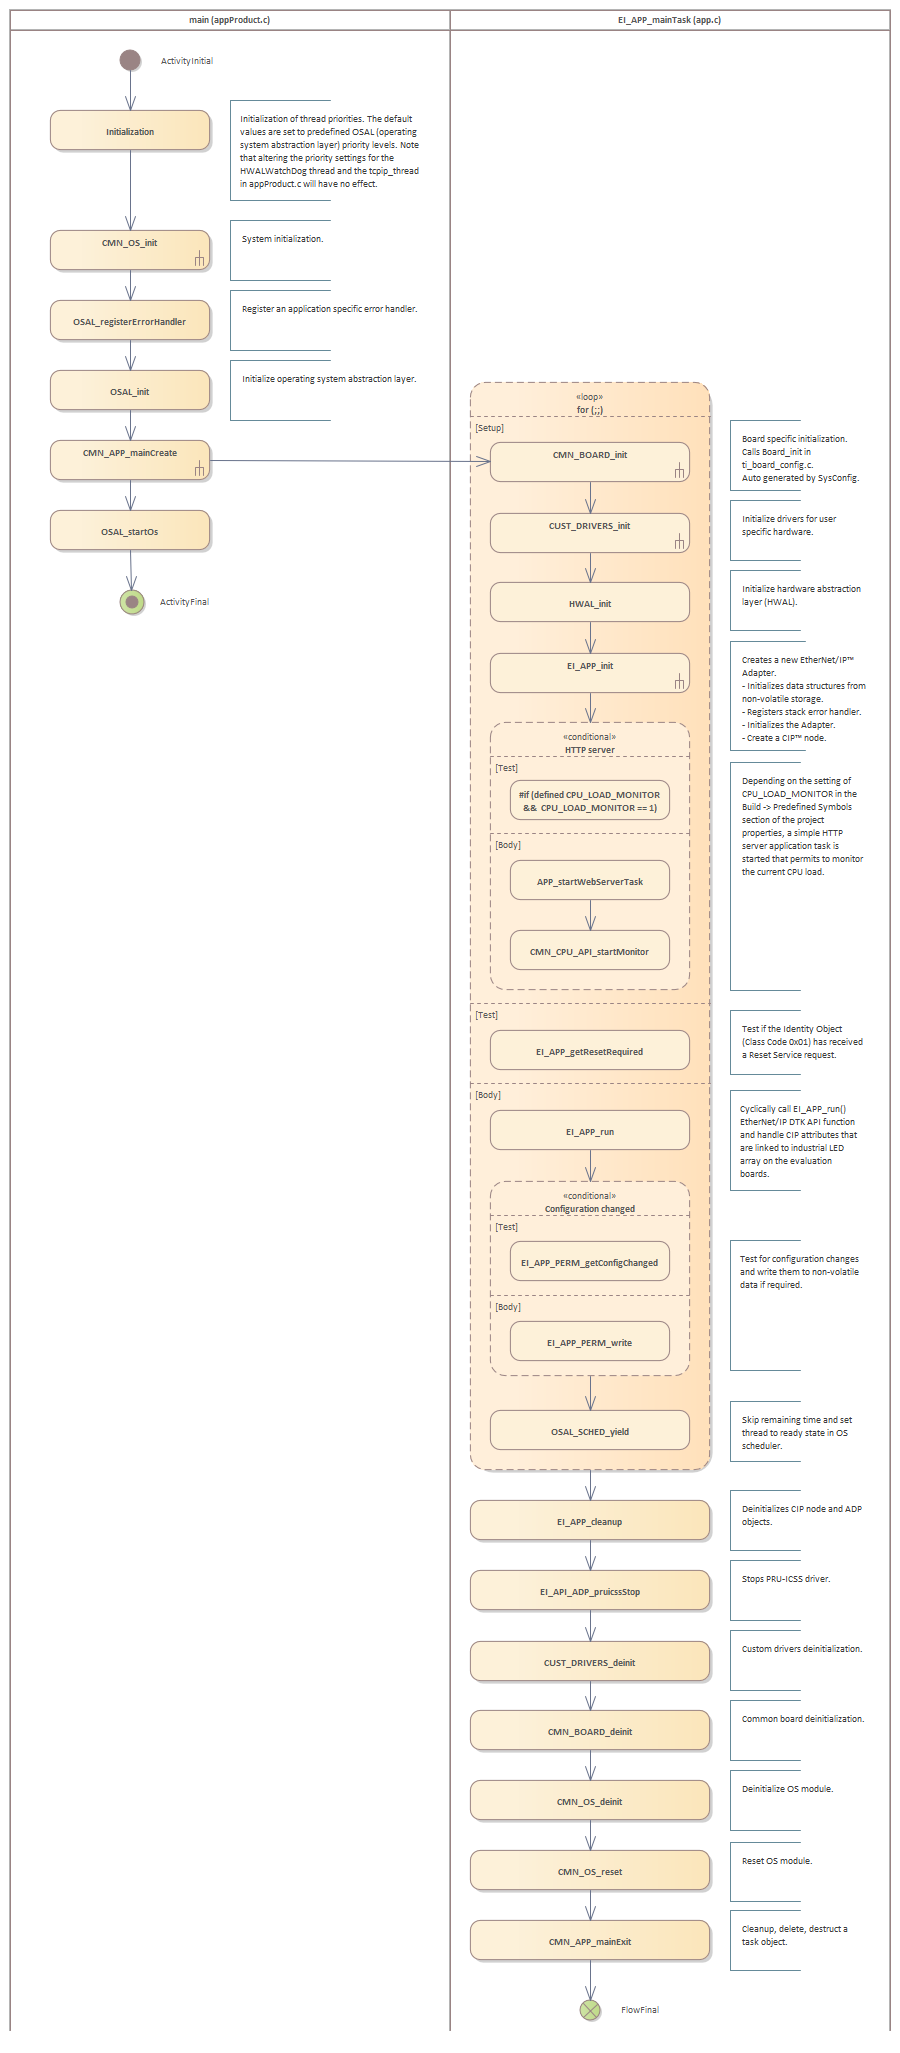 main (appProduct.c)
EI_APP_mainTask (app.c)
ActivityInitial
Initialization
Initialization of thread priorities. The default
values are set to predefined OSAL (operating
system abstraction layer) priority levels. Note
that altering the priority settings for the
HWALWatchDog thread and the tcpip_thread
in appProduct.c will have no effect.
CMN_OS_init
System initialization.
OSAL_registerErrorHandler
Register an application specific error handler.
OSAL_init
Initialize operating system abstraction layer.
CMN_APP_mainCreate
OSAL_startOs
ActivityFinal
«loop»
for (;;)
[Setup]
CMN_BOARD_init
Board specific initialization.
Calls Board_init in
ti_board_config.c.
Auto generated by SysConfig.
CUST_DRIVERS_init
Initialize drivers for user
specific hardware.
HWAL_init
Initialize hardware abstraction
layer (HWAL).
EI_APP_init
Creates a new EtherNet/IP™
Adapter.
- Initializes data structures from
non-volatile storage.
- Registers stack error handler.
- Initializes the Adapter.
- Create a CIP™ node.
«conditional»
HTTP server
[Test]
#if (defined CPU_LOAD_MONITOR
&& CPU_LOAD_MONITOR == 1)
[Body]
APP_startWebServerTask
CMN_CPU_API_startMonitor
Depending on the setting of
CPU_LOAD_MONITOR in the
Build -> Predefined Symbols
section of the project
properties, a simple HTTP
server application task is
started that permits to monitor
the current CPU load.
[Test]
EI_APP_getResetRequired
Test if the Identity Object
(Class Code 0x01) has received
a Reset Service request.
[Body]
EI_APP_run
Cyclically call EI_APP_run()
EtherNet/IP DTK API function
and handle CIP attributes that
are linked to industrial LED
array on the evaluation
boards.
«conditional»
Configuration changed
[Test]
EI_APP_PERM_getConfigChanged
[Body]
EI_APP_PERM_write
Test for configuration changes
and write them to non-volatile
data if required.
OSAL_SCHED_yield
Skip remaining time and set
thread to ready state in OS
scheduler.
EI_APP_cleanup
Deinitializes CIP node and ADP
objects.
EI_API_ADP_pruicssStop
Stops PRU-ICSS driver.
CUST_DRIVERS_deinit
Custom drivers deinitialization.
CMN_BOARD_deinit
Common board deinitialization.
CMN_OS_deinit
Deinitialize OS module.
CMN_OS_reset
Reset OS module.
CMN_APP_mainExit
Cleanup, delete, destruct a
task object.
FlowFinal